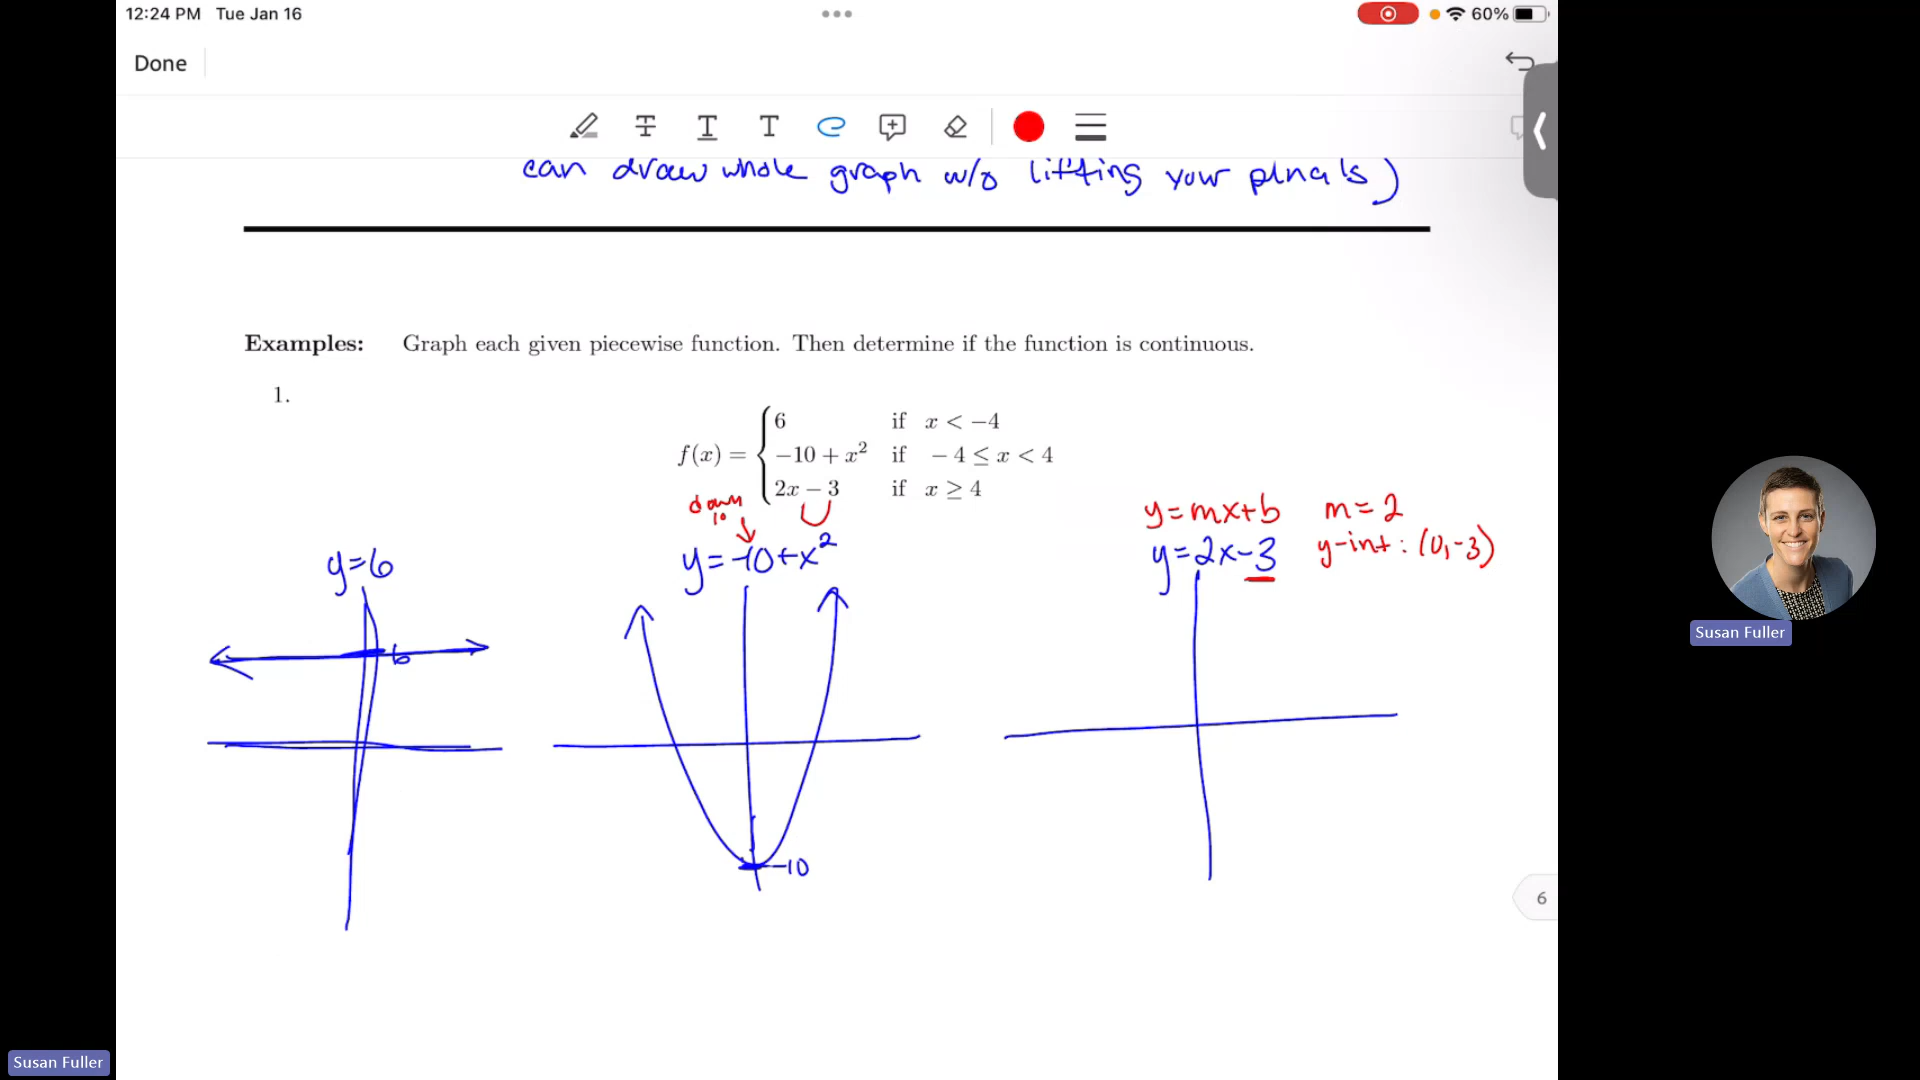 12:24 PM Tue Jan 16
60%
Done
can draw whole graph w/o lifting your
Examples: Graph each given piecewise function. Then determine if the function is continuous.
1.
f(x) = { 6 if x < −4
−10 + x² if − 4 ≤ x < 4
2x − 3 if x ≥ 4
down
10
y=mx+b m=2
y=6
y=-10+x²
y=2x-3 y-int: (0,-3)
6
-10
6
Susan Fuller
Susan Fuller